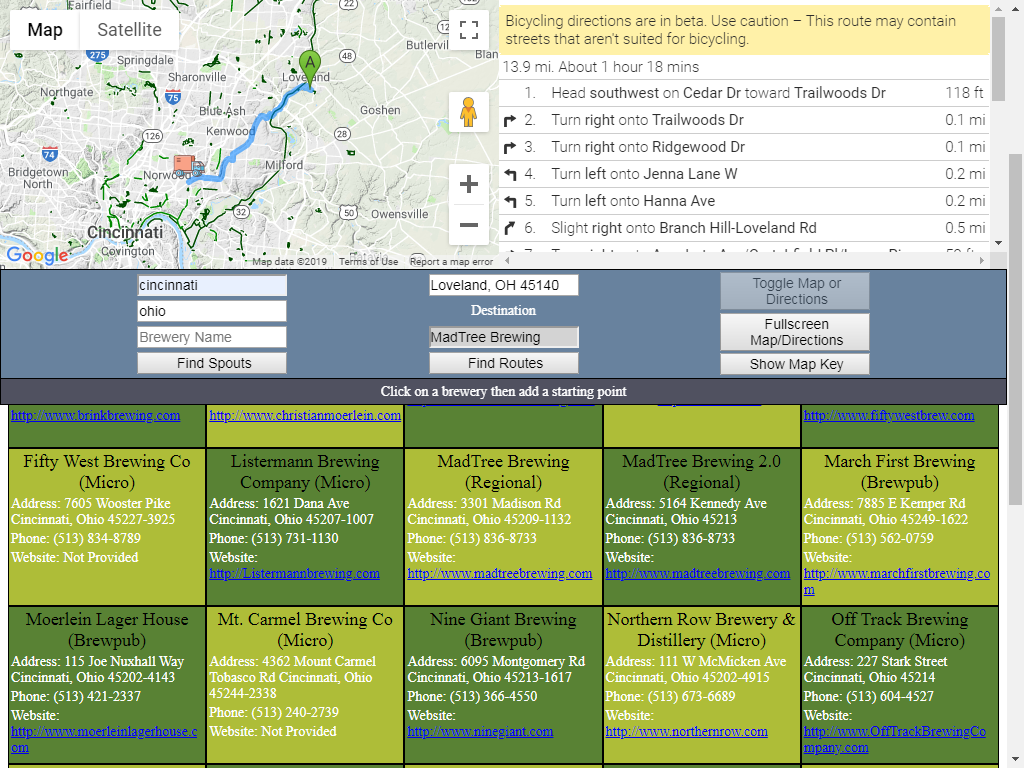 Fairfield
Map
Satellite
Springdale
Sharonville
Northgate
Blue Ash
Kenwood
Loveland
A
Butlerville
Goshen
Milford
Bridgetown
North
Norwood
Owensville
Cincinnati
Covington
275
75
74
126
22
48
28
50
32
Google
Map data ©2019
Terms of Use
Report a map error
Bicycling directions are in beta. Use caution – This route may contain
streets that aren't suited for bicycling.
13.9 mi. About 1 hour 18 mins
1. Head southwest on Cedar Dr toward Trailwoods Dr 118 ft
2. Turn right onto Trailwoods Dr 0.1 mi
3. Turn right onto Ridgewood Dr 0.1 mi
4. Turn left onto Jenna Lane W 0.2 mi
5. Turn left onto Hanna Ave 0.2 mi
6. Slight right onto Branch Hill-Loveland Rd 0.5 mi
cincinnati
ohio
Brewery Name
Find Spouts
Loveland, OH 45140
Destination
MadTree Brewing
Find Routes
Toggle Map or
Directions
Fullscreen
Map/Directions
Show Map Key
Click on a brewery then add a starting point
http://www.brinkbrewing.com
http://www.christianmoerlein.com
http://www.fiftywestbrew.com
Fifty West Brewing Co
(Micro)
Address: 7605 Wooster Pike
Cincinnati, Ohio 45227-3925
Phone: (513) 834-8789
Website: Not Provided
Listermann Brewing
Company (Micro)
Address: 1621 Dana Ave
Cincinnati, Ohio 45207-1007
Phone: (513) 731-1130
Website:
http://Listermannbrewing.com
MadTree Brewing
(Regional)
Address: 3301 Madison Rd
Cincinnati, Ohio 45209-1132
Phone: (513) 836-8733
Website:
http://www.madtreebrewing.com
MadTree Brewing 2.0
(Regional)
Address: 5164 Kennedy Ave
Cincinnati, Ohio 45213
Phone: (513) 836-8733
Website:
http://www.madtreebrewing.com
March First Brewing
(Brewpub)
Address: 7885 E Kemper Rd
Cincinnati, Ohio 45249-1622
Phone: (513) 562-0759
Website:
http://www.marchfirstbrewing.co
m
Moerlein Lager House
(Brewpub)
Address: 115 Joe Nuxhall Way
Cincinnati, Ohio 45202-4143
Phone: (513) 421-2337
Website:
http://www.moerleinlagerhouse.c
om
Mt. Carmel Brewing Co
(Micro)
Address: 4362 Mount Carmel
Tobasco Rd Cincinnati, Ohio
45244-2338
Phone: (513) 240-2739
Website: Not Provided
Nine Giant Brewing
(Brewpub)
Address: 6095 Montgomery Rd
Cincinnati, Ohio 45213-1617
Phone: (513) 366-4550
Website:
http://www.ninegiant.com
Northern Row Brewery &
Distillery (Micro)
Address: 111 W McMicken Ave
Cincinnati, Ohio 45202-4915
Phone: (513) 673-6689
Website:
http://www.northernrow.com
Off Track Brewing
Company (Micro)
Address: 227 Stark Street
Cincinnati, Ohio 45214
Phone: (513) 604-4527
Website:
http://www.OffTrackBrewingCo
mpany.com